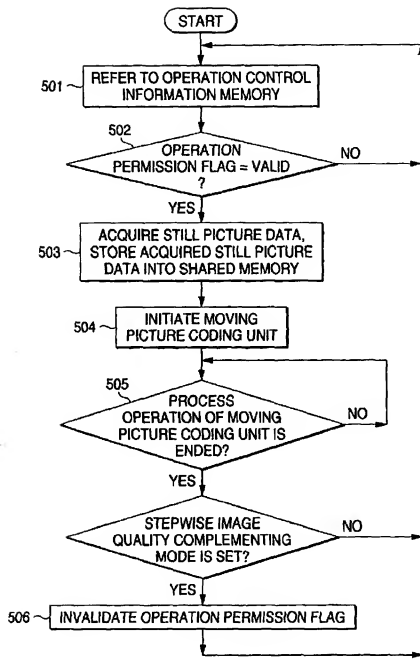 START
501
REFER TO OPERATION CONTROL
INFORMATION MEMORY
502
OPERATION
PERMISSION FLAG = VALID
?
NO
YES
503
ACQUIRE STILL PICTURE DATA,
STORE ACQUIRED STILL PICTURE
DATA INTO SHARED MEMORY
504
INITIATE MOVING
PICTURE CODING UNIT
505
PROCESS
OPERATION OF MOVING
PICTURE CODING UNIT IS
ENDED?
NO
YES
STEPWISE IMAGE
QUALITY COMPLEMENTING
MODE IS SET?
NO
YES
506
INVALIDATE OPERATION PERMISSION FLAG